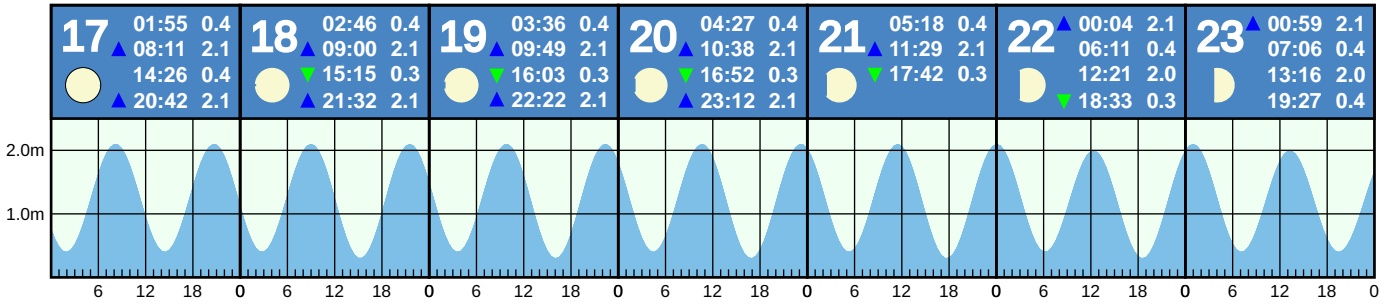 17
01:55 0.4
▲ 08:11 2.1
14:26 0.4
▲ 20:42 2.1
18
02:46 0.4
▲ 09:00 2.1
▼ 15:15 0.3
▲ 21:32 2.1
19
03:36 0.4
▲ 09:49 2.1
▼ 16:03 0.3
▲ 22:22 2.1
20
04:27 0.4
▲ 10:38 2.1
▼ 16:52 0.3
▲ 23:12 2.1
21
05:18 0.4
▲ 11:29 2.1
▼ 17:42 0.3
22
▲ 00:04 2.1
06:11 0.4
12:21 2.0
▼ 18:33 0.3
23
▲ 00:59 2.1
07:06 0.4
13:16 2.0
19:27 0.4
2.0m
1.0m
6 12 18 0 6 12 18 0 6 12 18 0 6 12 18 0 6 12 18 0 6 12 18 0 6 12 18 0